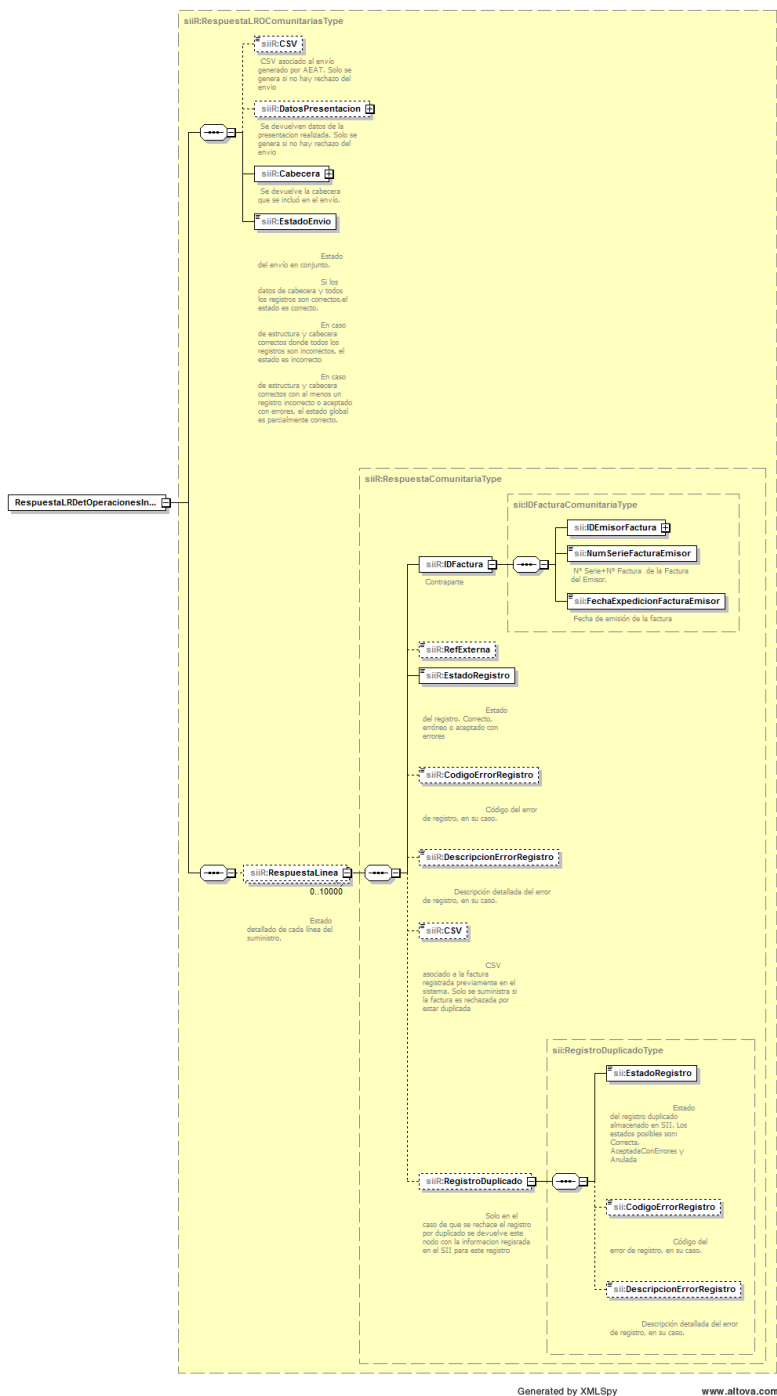 siiR:RespuestaLROComunitariasType
siiR:CSV
CSV asociado al envío
generado por AEAT. Solo se
genera si no hay rechazo del
envio
siiR:DatosPresentacion
Se devuelven datos de la
presentacion realizada. Solo se
genera si no hay rechazo del
envio
siiR:Cabecera
Se devuelve la cabecera
que se incluó en el envío.
siiR:EstadoEnvio
Estado
del envío en conjunto.
Si los
datos de cabecera y todos
los registros son correctos,el
estado es correcto.
En caso
de estructura y cabecera
correctos donde todos los
registros son incorrectos, el
estado es incorrecto
En caso
de estructura y cabecera
correctos con al menos un
registro incorrecto o aceptado
con errores, el estado global
es parcialmente correcto.
RespuestaLRDetOperacionesIn...
siiR:RespuestaComunitariaType
sii:IDFacturaComunitariaType
sii:IDEmisorFactura
sii:NumSerieFacturaEmisor
Nº Serie+Nº Factura de la Factura
del Emisor.
sii:FechaExpedicionFacturaEmisor
Fecha de emisión de la factura
siiR:IDFactura
Contraparte
siiR:RefExterna
siiR:EstadoRegistro
Estado
del registro. Correcto,
erróneo o aceptado con
errores
siiR:CodigoErrorRegistro
Código del error
de registro, en su caso.
siiR:DescripcionErrorRegistro
Descripción detallada del error
de registro, en su caso.
siiR:RespuestaLinea
0..10000
Estado
detallado de cada línea del
suministro.
siiR:CSV
CSV
asociado a la factura
registrada previamente en el
sistema. Solo se suministra si
la factura es rechazada por
estar duplicada
sii:RegistroDuplicadoType
sii:EstadoRegistro
Estado
del registro duplicado
almacenado en SII. Los
estados posibles son:
Correcta,
AceptadaConErrores y
Anulada
siiR:RegistroDuplicado
Solo en el
caso de que se rechace el registro
por duplicado se devuelve este
nodo con la informacion regisrada
en el SII para este registro
sii:CodigoErrorRegistro
Código del
error de registro, en su caso.
sii:DescripcionErrorRegistro
Descripción detallada del error
de registro, en su caso.
Generated by XMLSpy
www.altova.com